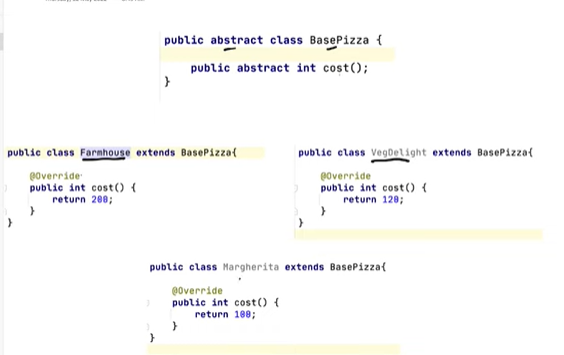 public abstract class BasePizza {
public abstract int cost();
}
public class Farmhouse extends BasePizza{
@Override
public int cost() {
return 200;
}
}
public class VegDelight extends BasePizza{
@Override
public int cost() {
return 120;
}
}
public class Margherita extends BasePizza{
@Override
public int cost() {
return 100;
}
}